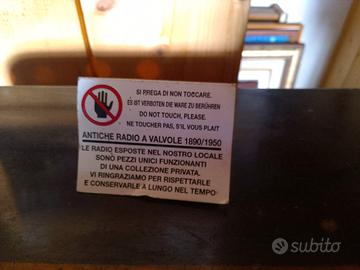 SI PREGA DI NON TOCCARE.
ES IST VERBOTEN DIE WARE ZU BERÜHREN
DO NOT TOUCH, PLEASE.
NE TOUCHER PAS, S'IL VOUS PLAIT
ANTICHE RADIO A VALVOLE 1890/1950
LE RADIO ESPOSTE NEL NOSTRO LOCALE
SONO PEZZI UNICI FUNZIONANTI
DI UNA COLLEZIONE PRIVATA.
VI RINGRAZIAMO PER RISPETTARLE
E CONSERVARLE A LUNGO NEL TEMPO
subito